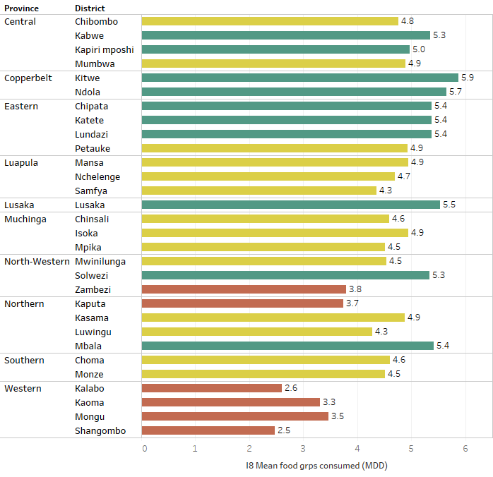 Province District
Central Chibombo 4.8
Kabwe 5.3
Kapiri mposhi 5.0
Mumbwa 4.9
Copperbelt Kitwe 5.9
Ndola 5.7
Eastern Chipata 5.4
Katete 5.4
Lundazi 5.4
Petauke 4.9
Luapula Mansa 4.9
Nchelenge 4.7
Samfya 4.3
Lusaka Lusaka 5.5
Muchinga Chinsali 4.6
Isoka 4.9
Mpika 4.5
North-Western Mwinilunga 4.5
Solwezi 5.3
Zambezi 3.8
Northern Kaputa 3.7
Kasama 4.9
Luwingu 4.3
Mbala 5.4
Southern Choma 4.6
Monze 4.5
Western Kalabo 2.6
Kaoma 3.3
Mongu 3.5
Shangombo 2.5
0 1 2 3 4 5 6
I8 Mean food grps consumed (MDD)